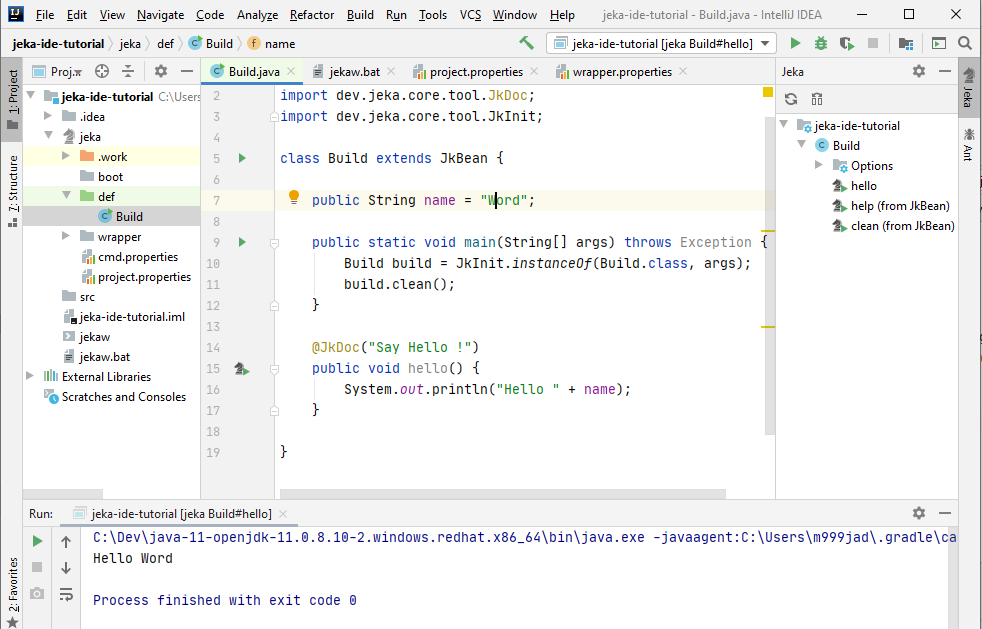 File Edit View Navigate Code Analyze Refactor Build Run Tools VCS Window Help jeka-ide-tutorial - Build.java - IntelliJ IDEA
jeka-ide-tutorial jeka def Build name jeka-ide-tutorial [jeka Build#hello]
1: Project
7: Structure
2: Favorites
Proj...
jeka-ide-tutorial C:\Users
.idea
jeka
.work
boot
def
Build
wrapper
cmd.properties
project.properties
src
jeka-ide-tutorial.iml
jekaw
jekaw.bat
External Libraries
Scratches and Consoles
Build.java jekaw.bat project.properties wrapper.properties
2 import dev.jeka.core.tool.JkDoc;
3 import dev.jeka.core.tool.JkInit;
4
5 class Build extends JkBean {
6
7 public String name = "Word";
8
9 public static void main(String[] args) throws Exception {
10 Build build = JkInit.instanceOf(Build.class, args);
11 build.clean();
12 }
13
14 @JkDoc("Say Hello !")
15 public void hello() {
16 System.out.println("Hello " + name);
17 }
18
19 }
Jeka
jeka-ide-tutorial
Build
Options
hello
help (from JkBean)
clean (from JkBean)
Jeka
Ant
Run: jeka-ide-tutorial [jeka Build#hello]
C:\Dev\java-11-openjdk-11.0.8.10-2.windows.redhat.x86_64\bin\java.exe -javaagent:C:\Users\m999jad\.gradle\ca
Hello Word
Process finished with exit code 0